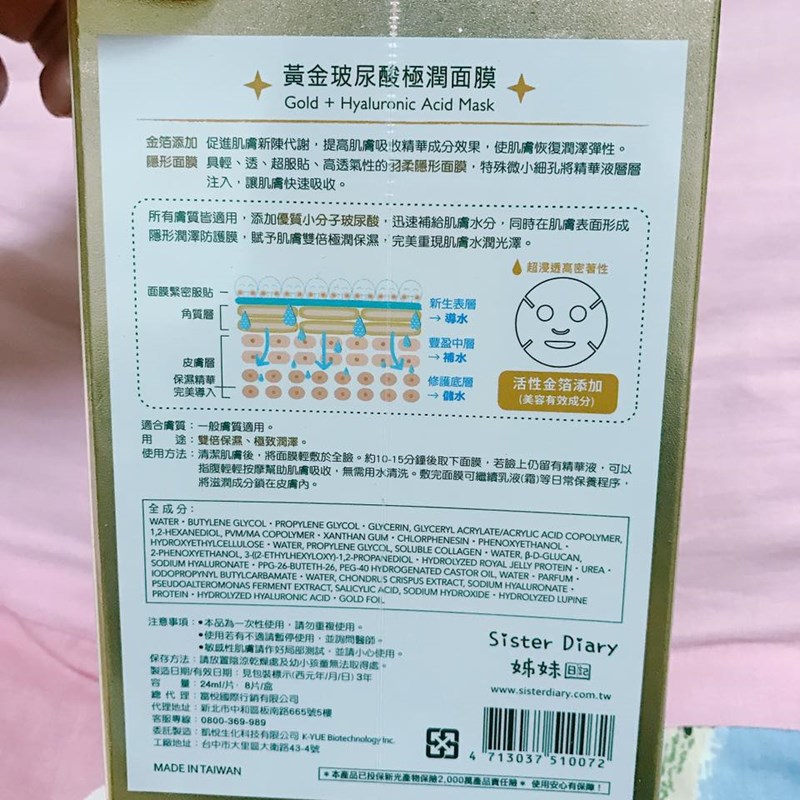 黃金玻尿酸極潤面膜
Gold + Hyaluronic Acid Mask
金箔添加 促進肌膚新陳代謝，提高肌膚吸收精華成分效果，使肌膚恢復潤澤彈性。
隱形面膜 具輕、透、超服貼、高透氣性的羽柔隱形面膜，特殊微小細孔將精華液層層
注入，讓肌膚快速吸收。
所有膚質皆適用，添加優質小分子玻尿酸，迅速補給肌膚水分，同時在肌膚表面形成
隱形潤澤防護膜，賦予肌膚雙倍極潤保濕，完美重現肌膚水潤光澤。
超浸透高密著性
面膜緊密服貼
角質層
皮膚層
保濕精華
完美導入
新生表層
→ 導水
豐盈中層
→ 補水
修護底層
→ 儲水
活性金箔添加
(美容有效成分)
適合膚質：一般膚質適用。
用 途：雙倍保濕、極致潤澤。
使用方法：清潔肌膚後，將面膜輕敷於全臉。約10-15分鐘後取下面膜，若臉上仍留有精華液，可以
指腹輕輕按摩幫助肌膚吸收，無需用水清洗。敷完面膜可繼續乳液(霜)等日常保養程序，
將滋潤成分鎖在皮膚內。
全成分：
WATER・BUTYLENE GLYCOL・PROPYLENE GLYCOL・GLYCERIN, GLYCERYL ACRYLATE/ACRYLIC ACID COPOLYMER,
1,2-HEXANEDIOL, PVM/MA COPOLYMER・XANTHAN GUM・CHLORPHENESIN・PHENOXYETHANOL・
HYDROXYETHYLCELLULOSE・WATER, PROPYLENE GLYCOL, SOLUBLE COLLAGEN・WATER, β-D-GLUCAN,
2-PHENOXYETHANOL, 3-((2-ETHYLHEXYLOXY)-1,2-PROPANEDIOL・HYDROLYZED ROYAL JELLY PROTEIN・UREA・
SODIUM HYALURONATE・PPG-26-BUTETH-26, PEG-40 HYDROGENATED CASTOR OIL, WATER・PARFUM・
IODOPROPYNYL BUTYLCARBAMATE・WATER, CHONDRUS CRISPUS EXTRACT, SODIUM HYALURONATE・
PSEUDOALTEROMONAS FERMENT EXTRACT, SALICYLIC ACID, SODIUM HYDROXIDE・HYDROLYZED LUPINE
PROTEIN・HYDROLYZED HYALURONIC ACID・GOLD FOIL.
注意事項：•本品為一次性使用，請勿重複使用。
•使用若有不適請暫停使用，並詢問醫師。
•敏感性肌膚請作好局部測試，並請小心使用。
保存方法：請放置陰涼乾燥處及幼小孩童無法取得處。
製造日期/有效日期：見包裝標示(西元年/月/日) 3年
容 量：24ml/片 8片/盒
總 代 理：富悅國際行銷有限公司
代理地址：新北市中和區板南路665號5樓
客服專線：0800-369-989
委託製造：凱悅生化科技有限公司 K-YUE Biotechnology Inc.
工廠地址：台中市大里區大衛路43-4號
MADE IN TAIWAN
Sister Diary
姊妹日記
www.sisterdiary.com.tw
4 713037 510072
*本產品已投保新光產物保險2,000萬產品責任險* 使用安心有保障！